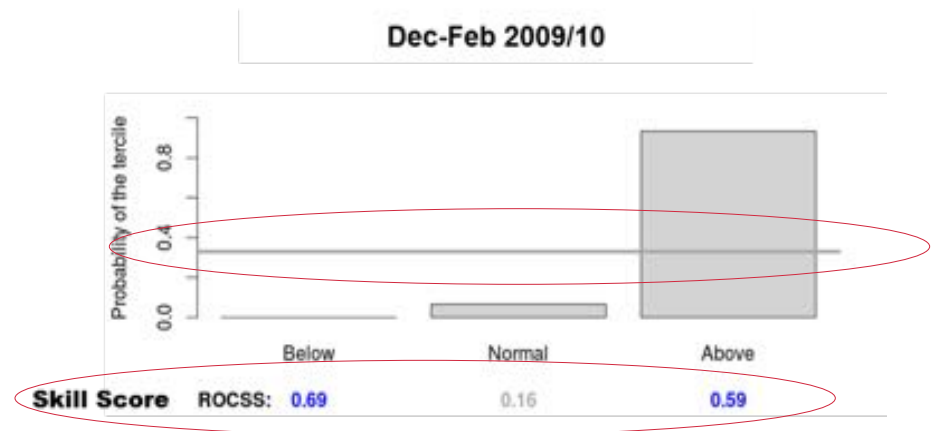 Dec-Feb 2009/10
Probability of the tercile
0.8
0.4
0.0
Below Normal Above
Skill Score ROCSS: 0.69 0.16 0.59